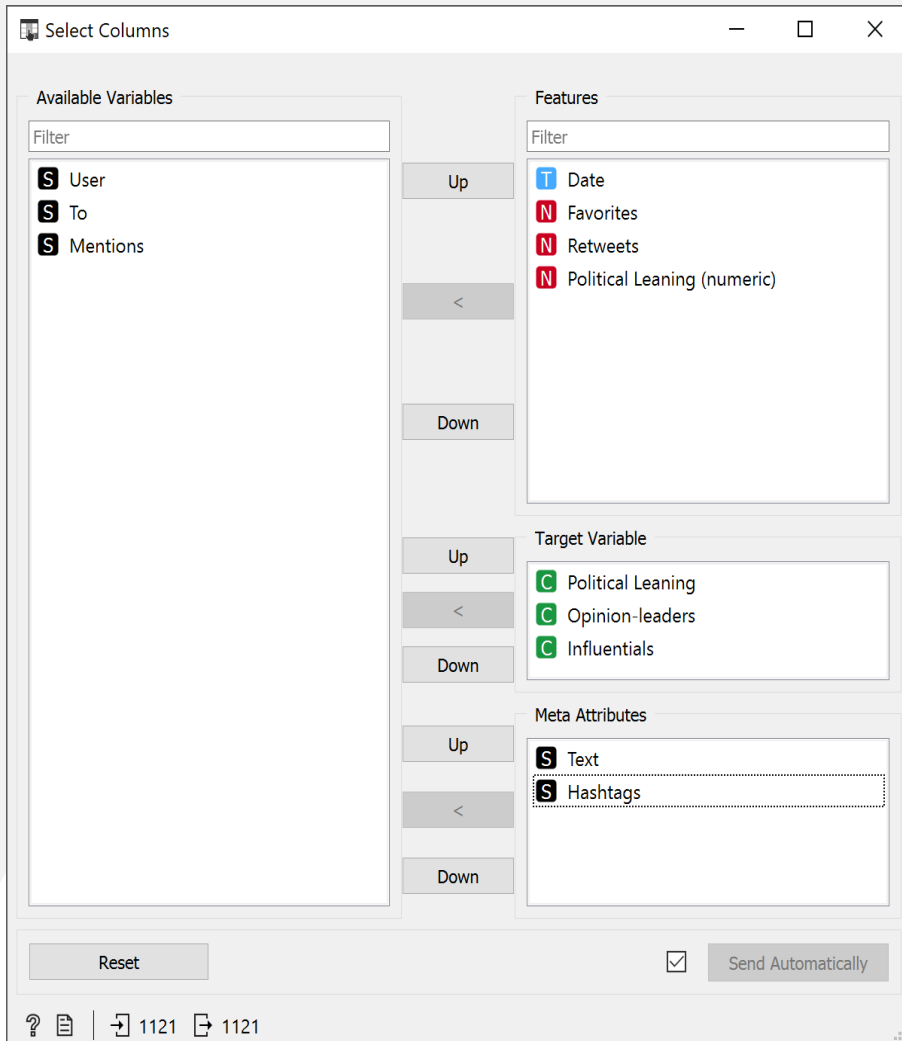 Select Columns
Available Variables
Filter
S User
S To
S Mentions
Up
<
Down
Up
<
Down
Up
<
Down
Features
Filter
T Date
N Favorites
N Retweets
N Political Leaning (numeric)
Target Variable
C Political Leaning
C Opinion-leaders
C Influentials
Meta Attributes
S Text
S Hashtags
Reset
Send Automatically
? 1121 1121